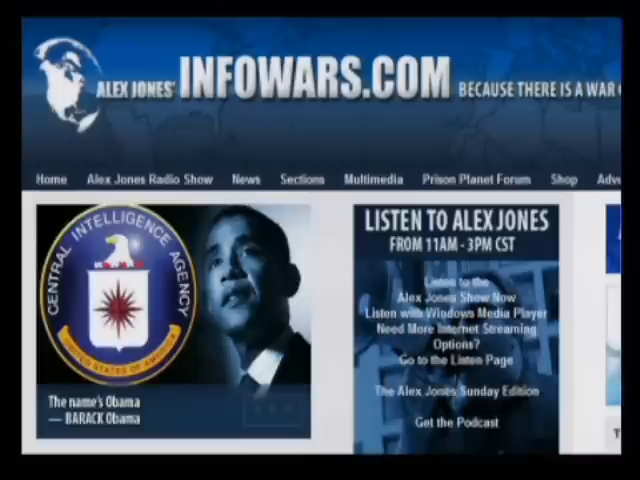 ALEX JONES' INFOWARS.COM BECAUSE THERE IS A WAR
Home Alex Jones Radio Show News Sections Multimedia Prison Planet Forum Shop Adv
CENTRAL INTELLIGENCE AGENCY
UNITED STATES OF AMERICA
The name's Obama
— BARACK Obama
LISTEN TO ALEX JONES
FROM 11AM - 3PM CST
Listen to the
Alex Jones Show Now
Listen with Windows Media Player
Need More Internet Streaming
Options?
Go to the Listen Page
The Alex Jones Sunday Edition
Get the Podcast